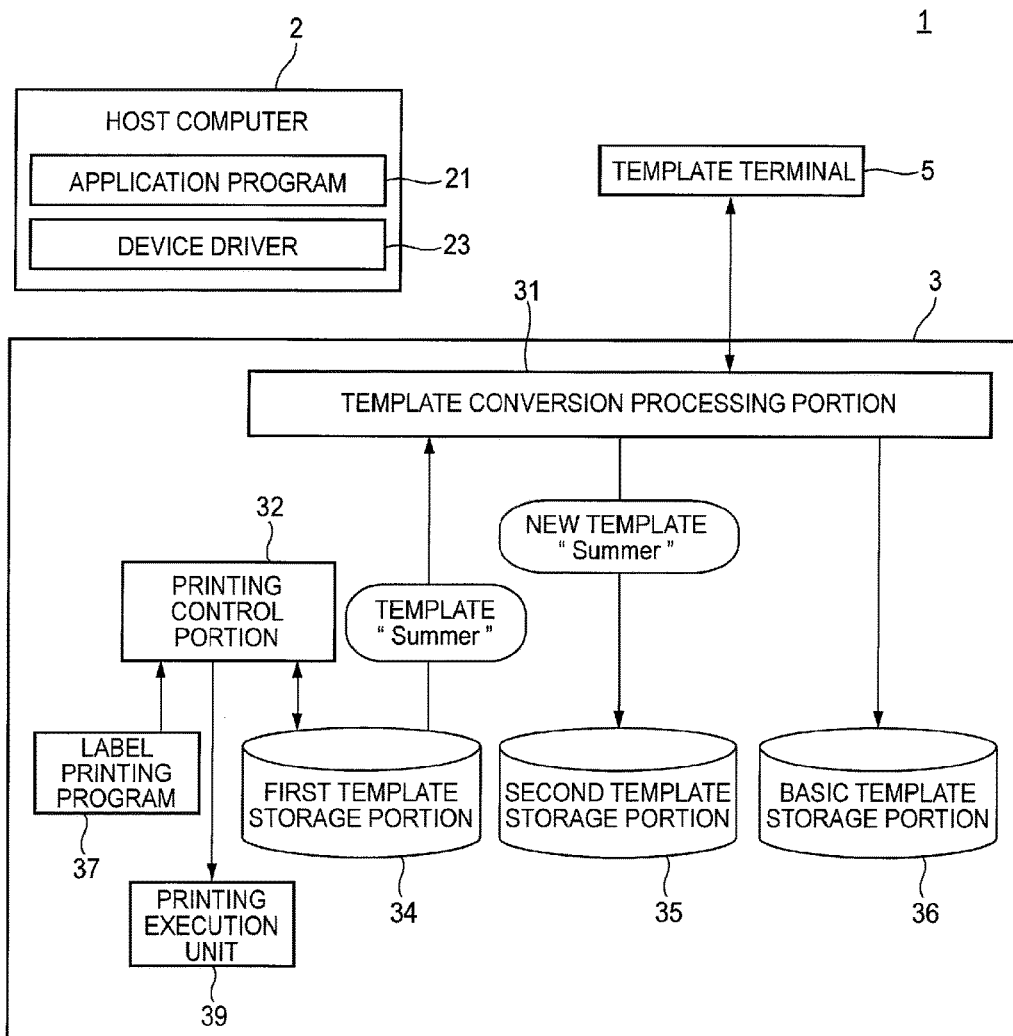 1
2
HOST COMPUTER
APPLICATION PROGRAM
21
DEVICE DRIVER
23
TEMPLATE TERMINAL
5
3
31
TEMPLATE CONVERSION PROCESSING PORTION
NEW TEMPLATE
“ Summer ”
32
PRINTING
CONTROL
PORTION
TEMPLATE
“ Summer ”
LABEL
PRINTING
PROGRAM
37
FIRST TEMPLATE
STORAGE PORTION
34
SECOND TEMPLATE
STORAGE PORTION
35
BASIC TEMPLATE
STORAGE PORTION
36
PRINTING
EXECUTION
UNIT
39